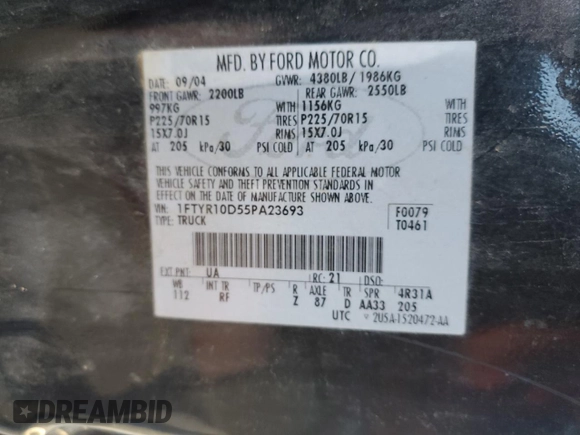 MFD. BY FORD MOTOR CO.
DATE: 09/04 GVWR: 4380LB/ 1986KG
FRONT GAWR: 2200LB REAR GAWR: 2550LB
997KG WITH 1156KG WITH
P225/70R15 TIRES P225/70R15 TIRES
15X7.0J RIMS 15X7.0J RIMS
AT 205 kPa/30 PSI COLD AT 205 kPa/30 PSI COLD
Ford
THIS VEHICLE CONFORMS TO ALL APPLICABLE FEDERAL MOTOR
VEHICLE SAFETY AND THEFT PREVENTION STANDARDS IN
EFFECT ON THE DATE OF MANUFACTURE SHOWN ABOVE.
VIN: 1FTYR10D55PA23693 F0079
TYPE: TRUCK T0461
EXT PNT: UA RC: 21 DSO:
WB INT TR TP/PS R AXLE TR SPR 4R31A
112 RF Z 87 D AA33 205
UTC ▽2U5A-1520472-AA
DREAMBID